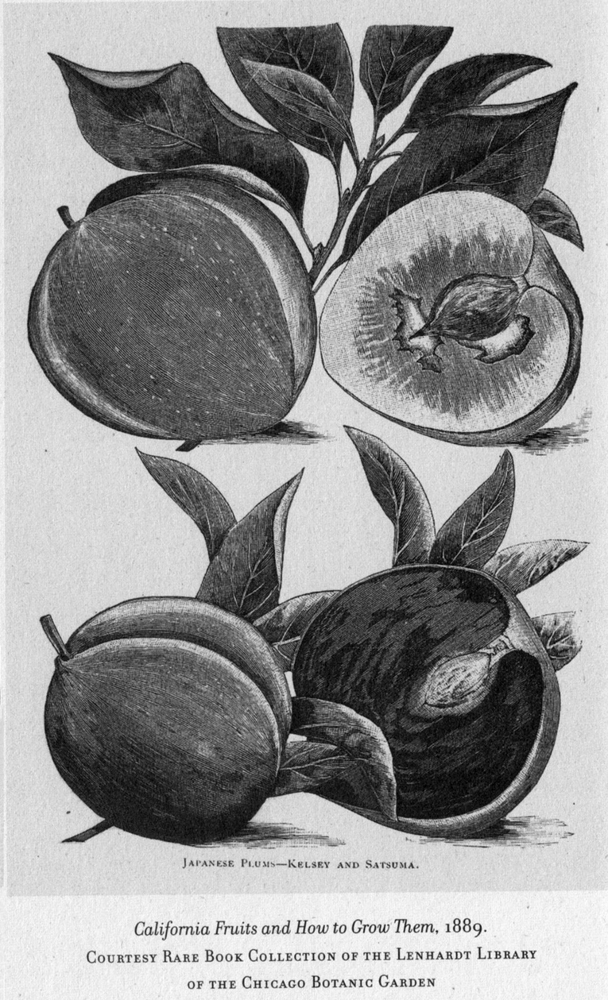 Japanese Plums—Kelsey and Satsuma.
California Fruits and How to Grow Them, 1889.
Courtesy Rare Book Collection of the Lenhardt Library
of the Chicago Botanic Garden